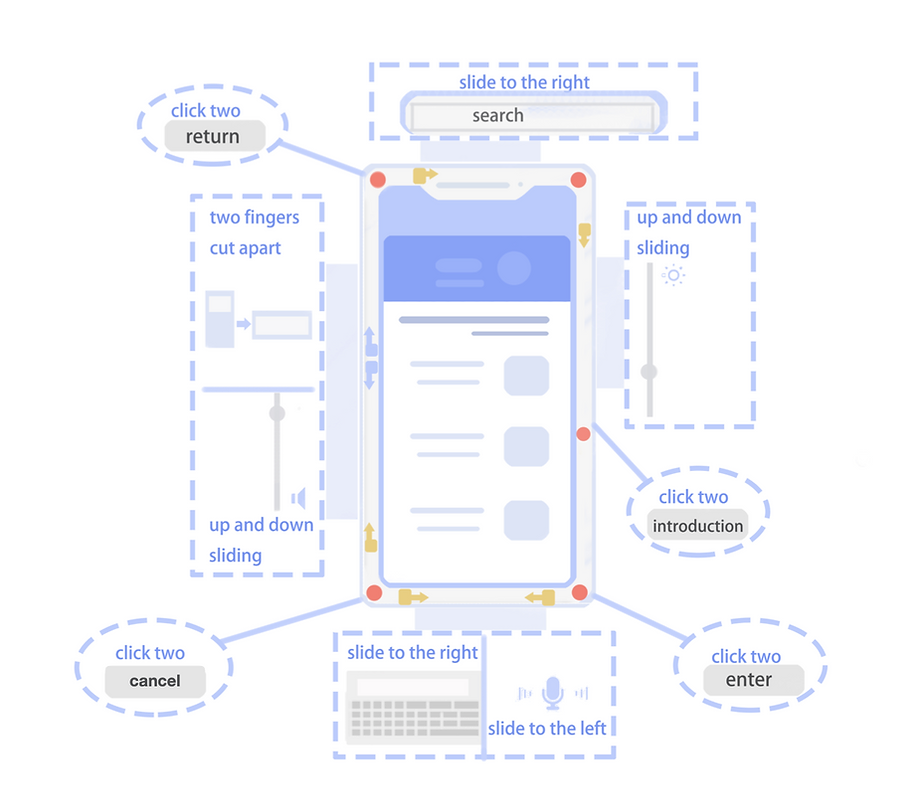 slide to the right
search
click two
return
two fingers
cut apart
up and down
sliding
up and down
sliding
click two
introduction
click two
cancel
slide to the right
slide to the left
click two
enter